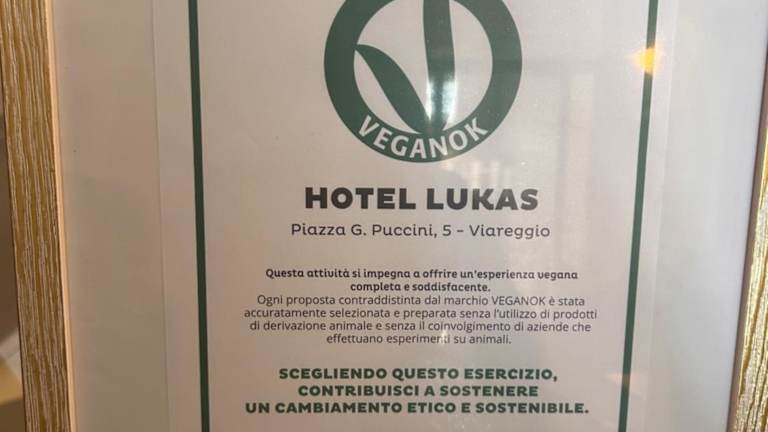 VEGANOK
HOTEL LUKAS
Piazza G. Puccini, 5 - Viareggio
Questa attività si impegna a offrire un'esperienza vegana
completa e soddisfacente.
Ogni proposta contraddistinta dal marchio VEGANOK è stata
accuratamente selezionata e preparata senza l'utilizzo di prodotti
di derivazione animale e senza il coinvolgimento di aziende che
effettuano esperimenti su animali.
SCEGLIENDO QUESTO ESERCIZIO,
CONTRIBUISCI A SOSTENERE
UN CAMBIAMENTO ETICO E SOSTENIBILE.